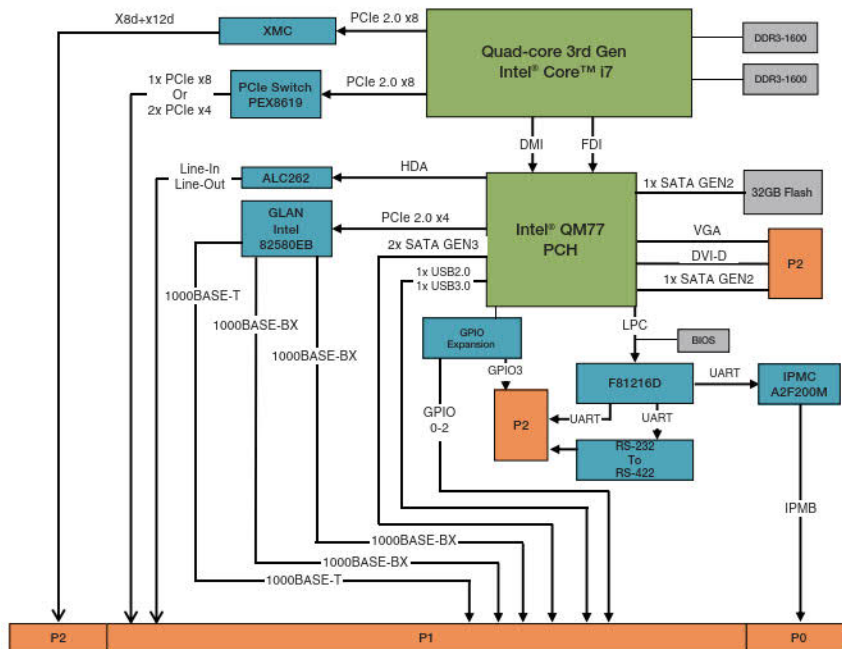 X8d+x12d
XMC
PCIe 2.0 x8
Quad-core 3rd Gen
Intel® Core™ i7
DDR3-1600
DDR3-1600
1x PCIe x8
Or
2x PCIe x4
PCIe Switch
PEX8619
PCIe 2.0 x8
DMI
FDI
Line-In
Line-Out
ALC262
HDA
GLAN
Intel
82580EB
PCIe 2.0 x4
Intel® QM77
PCH
1x SATA GEN2
32GB Flash
VGA
DVI-D
1x SATA GEN2
P2
2x SATA GEN3
1x USB2.0
1x USB3.0
1000BASE-T
1000BASE-BX
1000BASE-BX
GPIO
Expansion
LPC
BIOS
GPIO3
GPIO
0-2
F81216D
UART
IPMC
A2F200M
P2
UART
UART
RS-232
To
RS-422
IPMB
1000BASE-BX
1000BASE-BX
1000BASE-T
P2
P1
P0